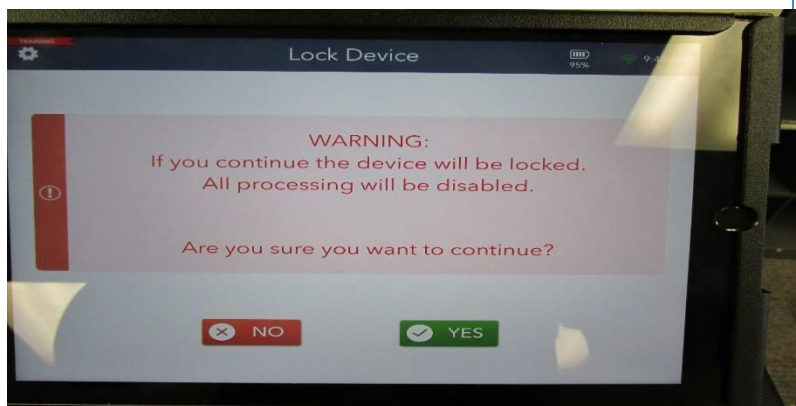 TRAINING
Lock Device
95%
WARNING:
If you continue the device will be locked.
All processing will be disabled.
Are you sure you want to continue?
NO
YES